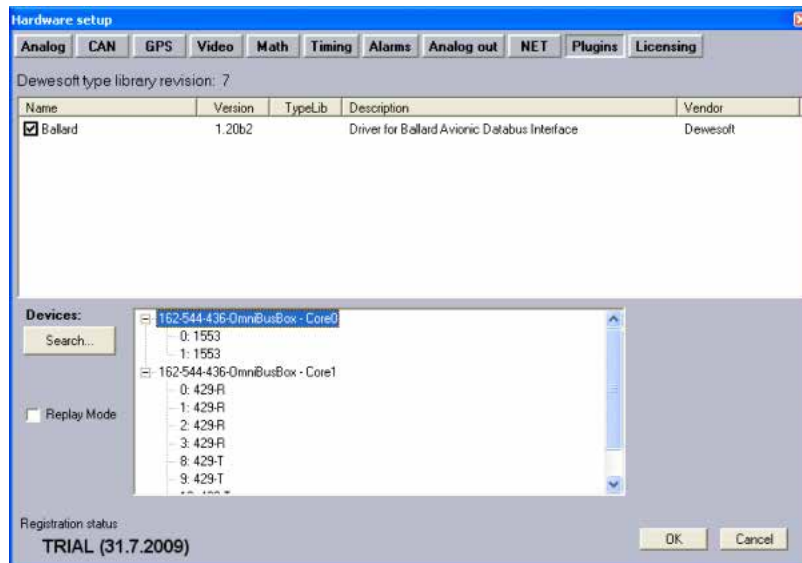 Hardware setup
Analog CAN GPS Video Math Timing Alarms Analog out NET Plugins Licensing
Dewesoft type library revision: 7
Name Version TypeLib Description Vendor
Ballard 1.20b2 Driver for Ballard Avionic Databus Interface Dewesoft
Devices:
Search...
Replay Mode
162-544-436-OmniBusBox - Core0
0: 1553
1: 1553
162-544-436-OmniBusBox - Core1
0: 429-R
1: 429-R
2: 429-R
3: 429-R
8: 429-T
9: 429-T
Registration status
TRIAL (31.7.2009)
OK Cancel